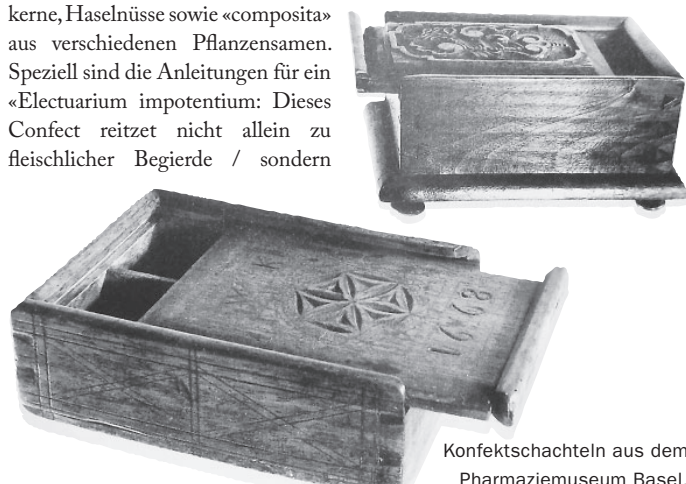 kerne, Haselnüsse sowie «composita»
aus verschiedenen Pflanzensamen.
Speziell sind die Anleitungen für ein
«Electuarium impotentium: Dieses
Confect reitzet nicht allein zu
fleischlicher Begierde / sondern
1668
Konfektschachteln aus dem
Pharmaziemuseum Basel.